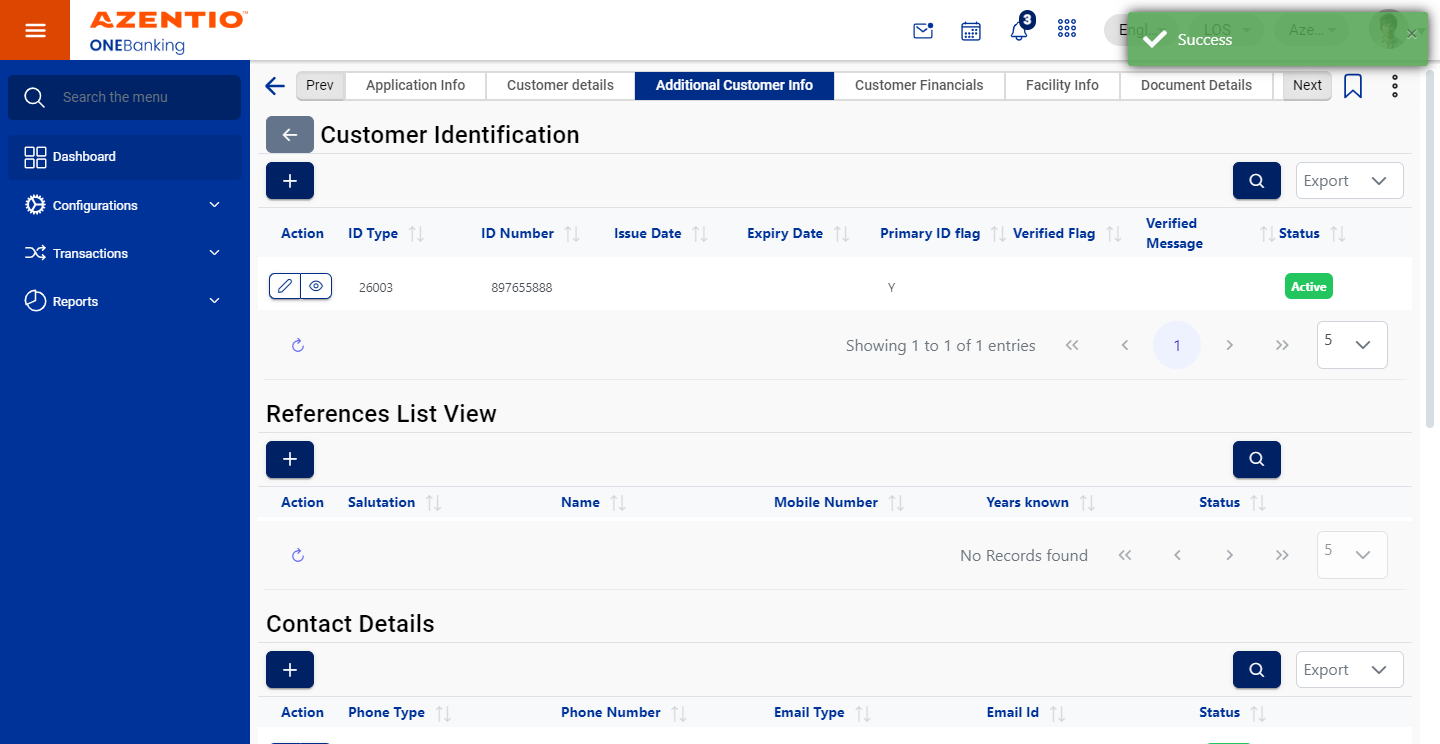 AZENTIO™
ONEBanking
3
Engl...
LOS
Aze...
Success
Search the menu
Dashboard
Configurations
Transactions
Reports
Prev
Application Info
Customer details
Additional Customer Info
Customer Financials
Facility Info
Document Details
Next
Customer Identification
Export
Action
ID Type
ID Number
Issue Date
Expiry Date
Primary ID flag
Verified Flag
Verified
Message
Status
26003
897655888
Y
Active
Showing 1 to 1 of 1 entries
1
5
References List View
Action
Salutation
Name
Mobile Number
Years known
Status
No Records found
5
Contact Details
Export
Action
Phone Type
Phone Number
Email Type
Email Id
Status